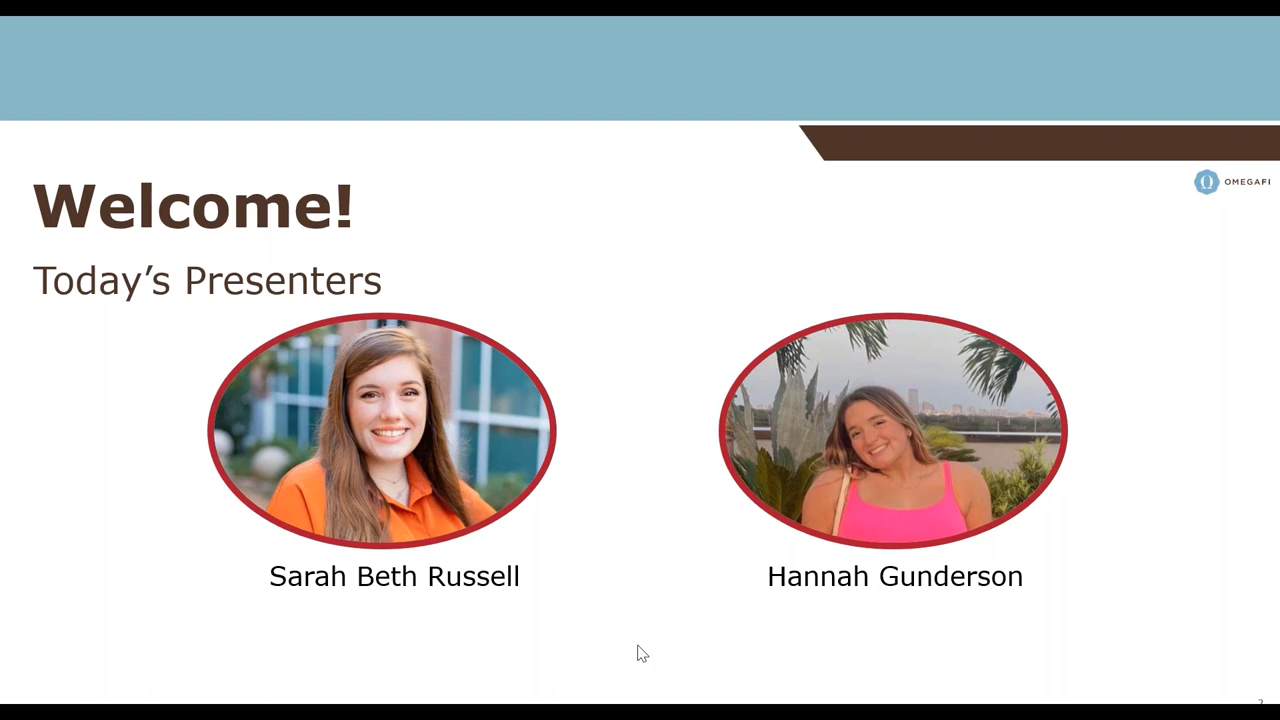 OMEGAFI
Welcome!
Today’s Presenters
Sarah Beth Russell
Hannah Gunderson